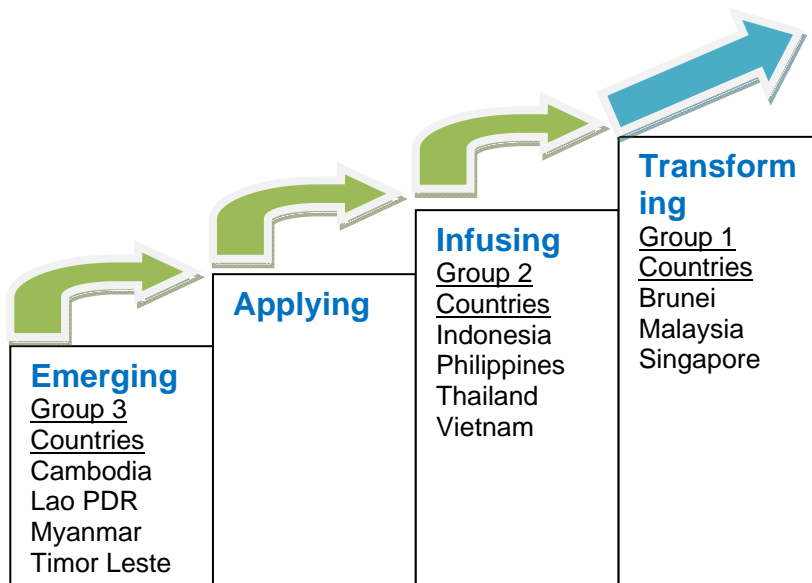 Emerging
Group 3
Countries
Cambodia
Lao PDR
Myanmar
Timor Leste
Applying
Infusing
Group 2
Countries
Indonesia
Philippines
Thailand
Vietnam
Transform
ing
Group 1
Countries
Brunei
Malaysia
Singapore